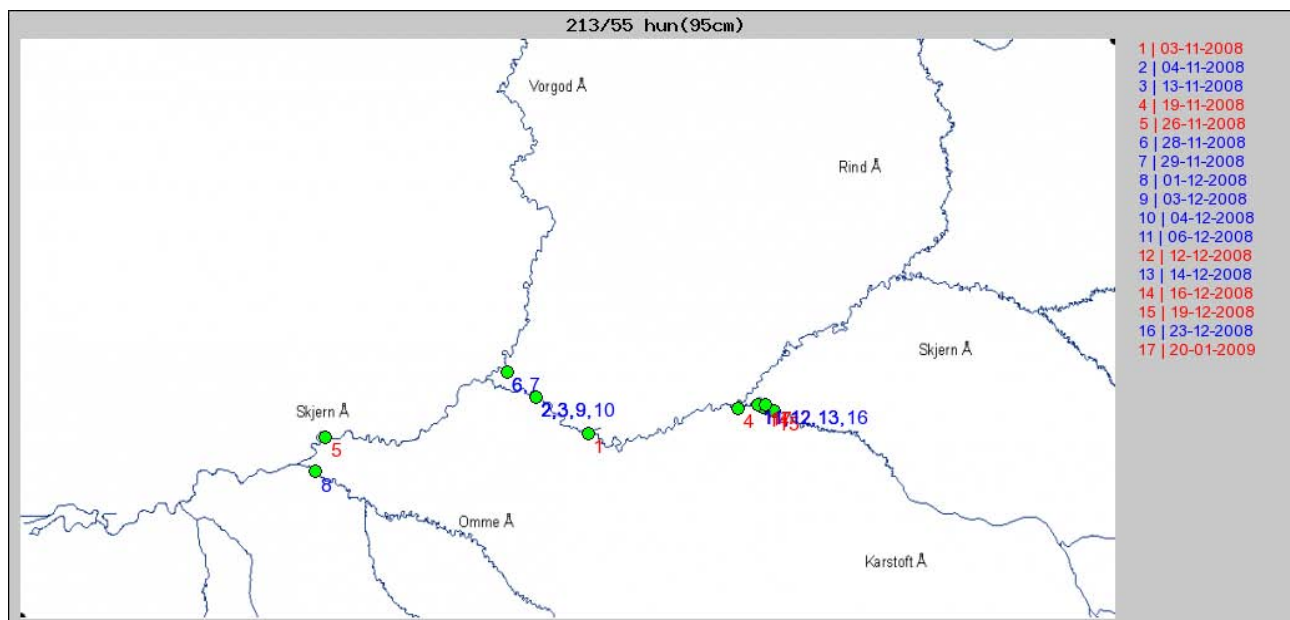 213/55 hun(95cm)
Vorgod Å
Rind Å
Skjern Å
Skjern Å
Omme Å
Karstoft Å
6,7
2,3,9,10
1
4
12,13,16
5
8
1 | 03-11-2008
2 | 04-11-2008
3 | 13-11-2008
4 | 19-11-2008
5 | 26-11-2008
6 | 28-11-2008
7 | 29-11-2008
8 | 01-12-2008
9 | 03-12-2008
10 | 04-12-2008
11 | 06-12-2008
12 | 12-12-2008
13 | 14-12-2008
14 | 16-12-2008
15 | 19-12-2008
16 | 23-12-2008
17 | 20-01-2009